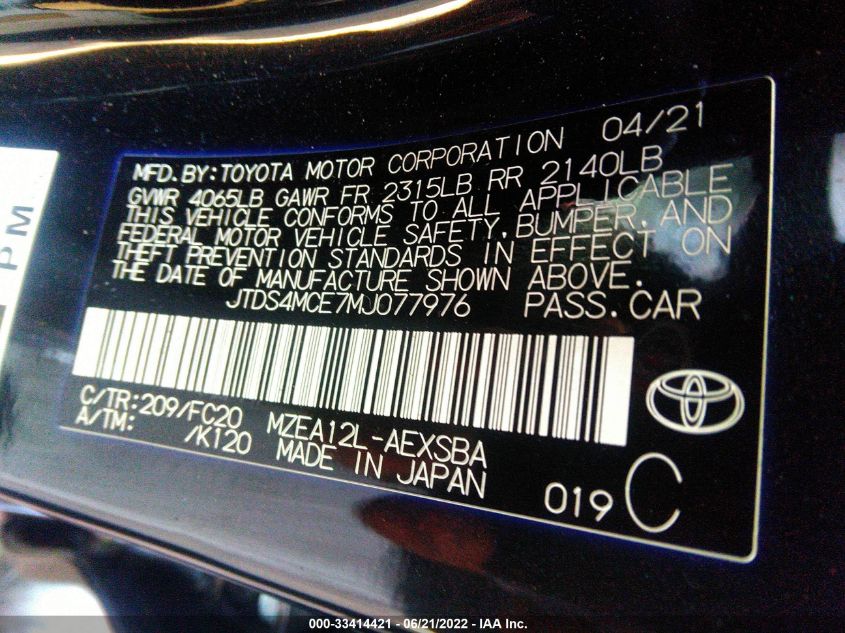 MFD.BY:TOYOTA MOTOR CORPORATION 04/21
GVWR 4065LB GAWR FR 2315LB RR 2140LB
THIS VEHICLE CONFORMS TO ALL APPLICABLE
FEDERAL MOTOR VEHICLE SAFETY, BUMPER, AND
THEFT PREVENTION STANDARDS IN EFFECT ON
THE DATE OF MANUFACTURE SHOWN ABOVE.
JTDS4MCE7MJ077976 PASS.CAR
C/TR:209/FC20 MZEA12L-AEXSBA
A/TM: /K120 MADE IN JAPAN
019 C
PM
000-33414421 - 06/21/2022 - IAA Inc.